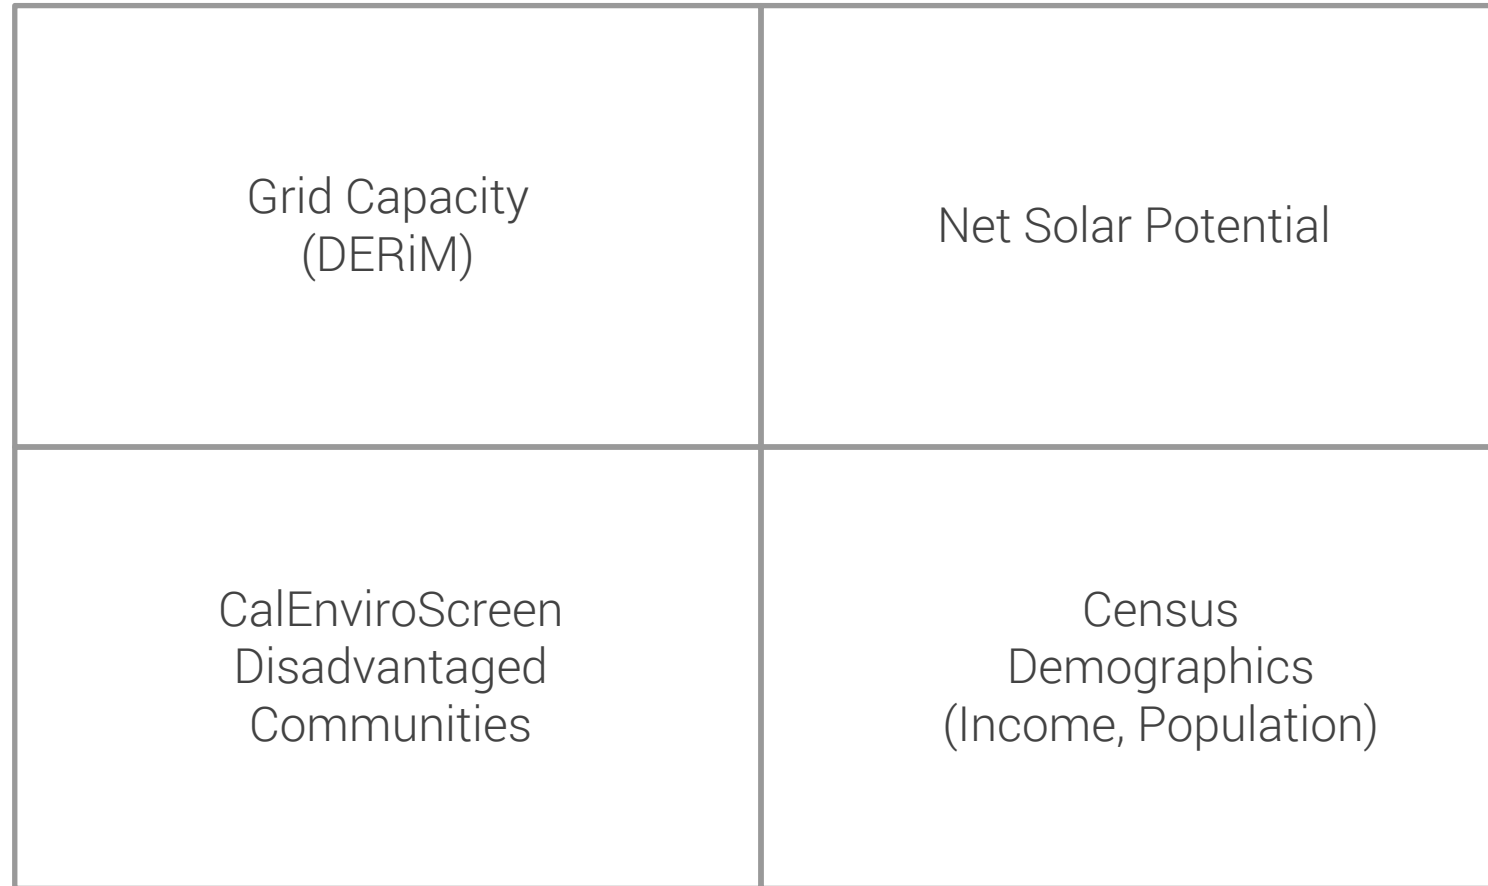 Grid Capacity
(DERiM)
Net Solar Potential
CalEnviroScreen
Disadvantaged
Communities
Census
Demographics
(Income, Population)